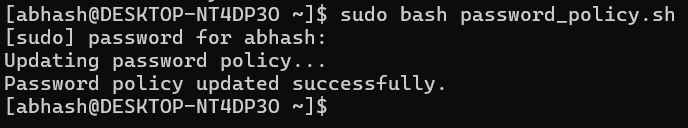 [abhash@DESKTOP-NT4DP3O ~]$ sudo bash password_policy.sh
[sudo] password for abhash:
Updating password policy...
Password policy updated successfully.
[abhash@DESKTOP-NT4DP3O ~]$